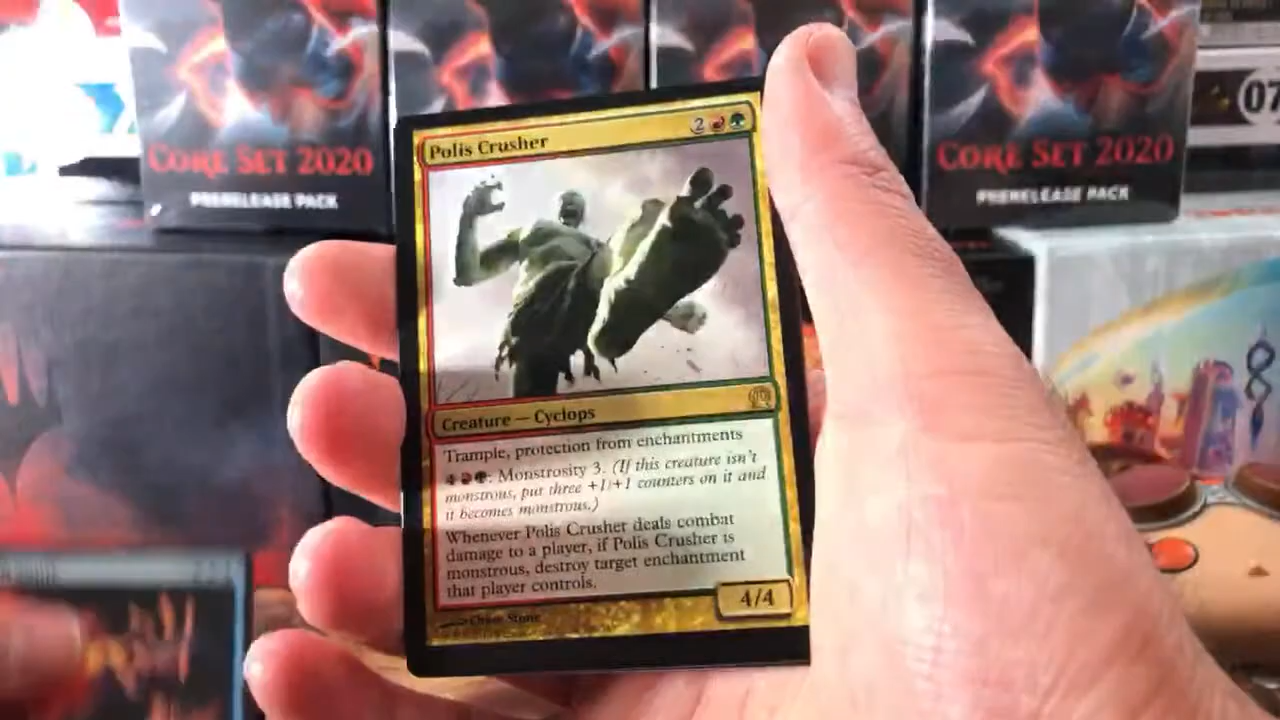 CORE SET 2020
PRERELEASE PACK
CORE SET 2020
PRERELEASE PACK
07
Polis Crusher
2
Creature — Cyclops
Trample, protection from enchantments
4: Monstrosity 3. (If this creature isn't
monstrous, put three +1/+1 counters on it and
it becomes monstrous.)
Whenever Polis Crusher deals combat
damage to a player, if Polis Crusher is
monstrous, destroy target enchantment
that player controls.
4/4
Chase Stone